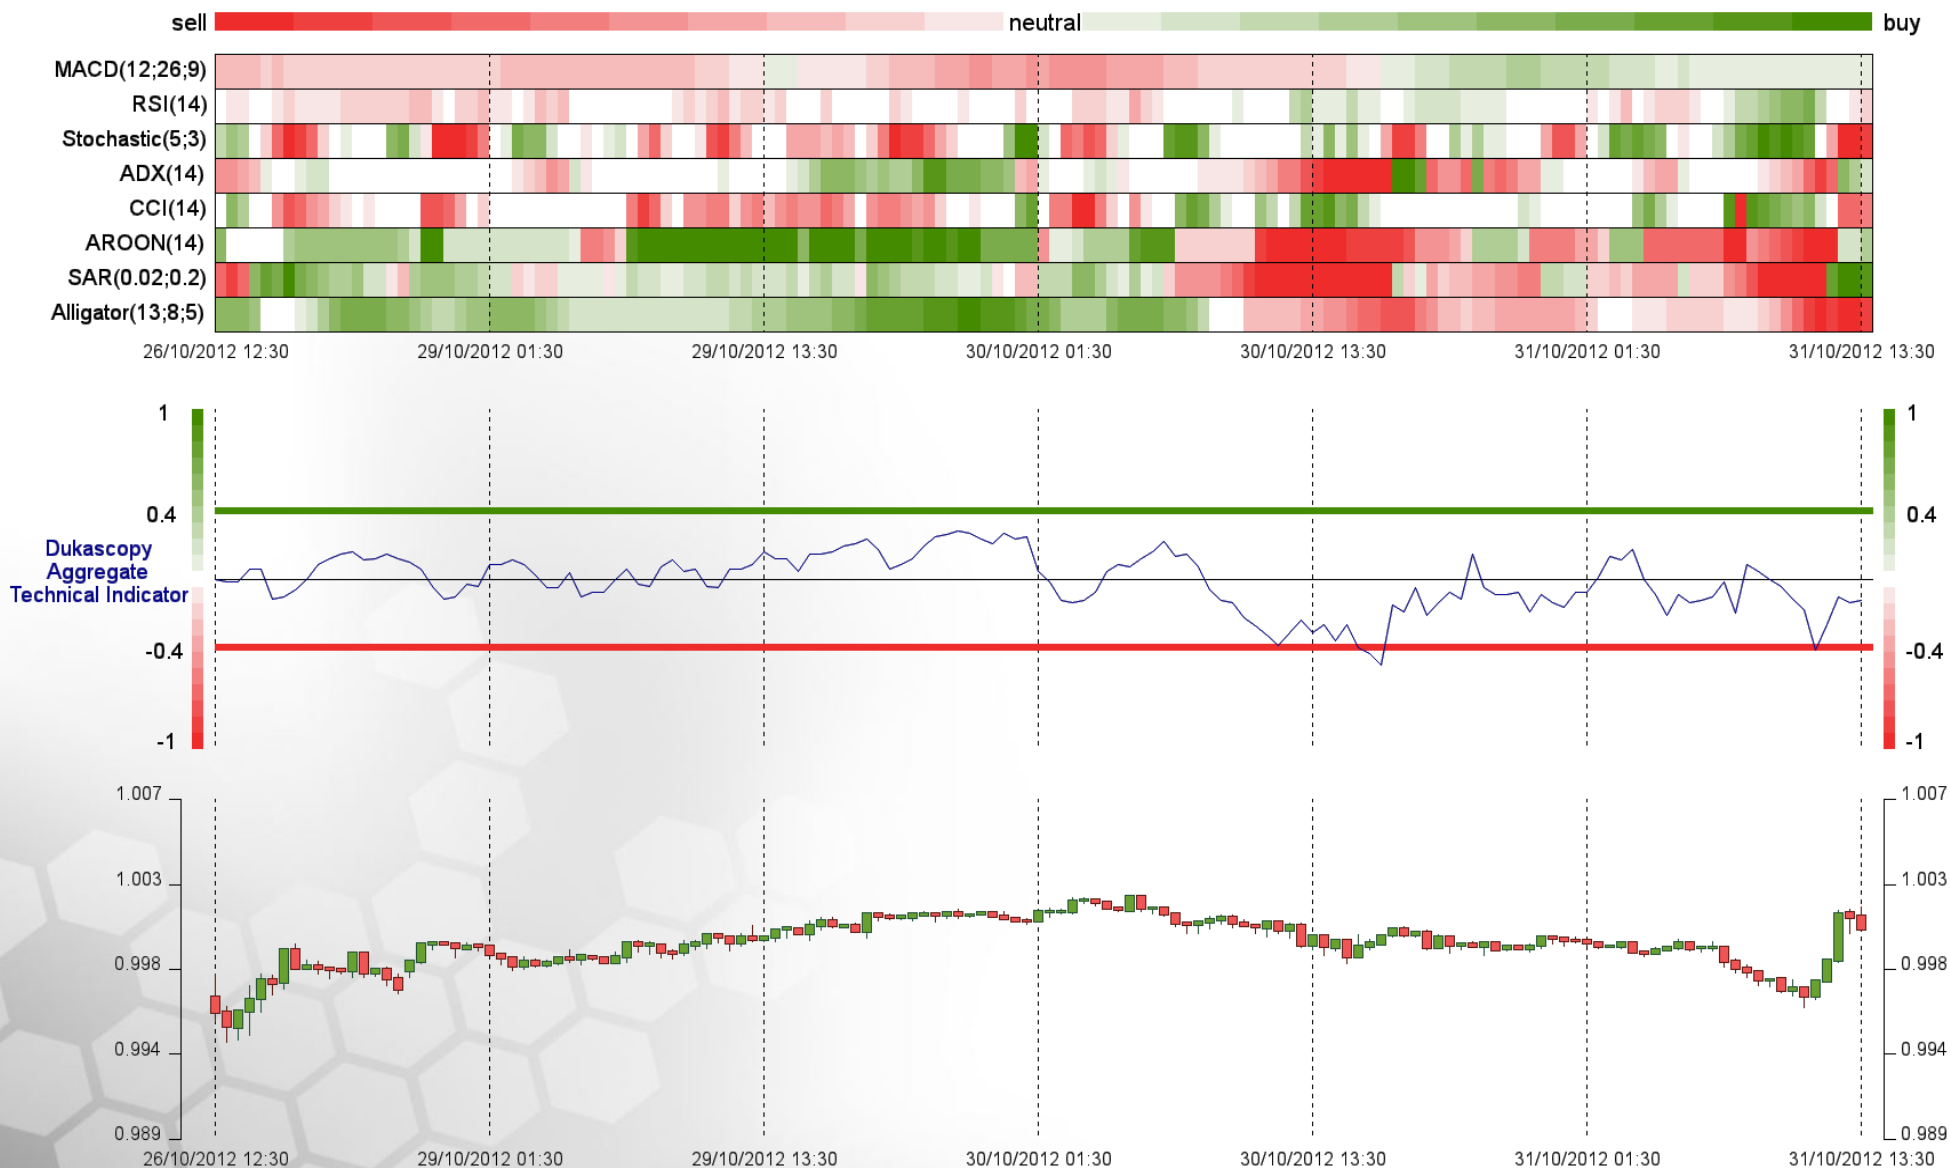 sell neutral buy
MACD(12;26;9)
RSI(14)
Stochastic(5;3)
ADX(14)
CCI(14)
AROON(14)
SAR(0.02;0.2)
Alligator(13;8;5)
26/10/2012 12:30 29/10/2012 01:30 29/10/2012 13:30 30/10/2012 01:30 30/10/2012 13:30 31/10/2012 01:30 31/10/2012 13:30
1 1
0.4 0.4
Dukascopy
Aggregate
Technical Indicator
-0.4 -0.4
-1 -1
1.007 1.007
1.003 1.003
0.998 0.998
0.994 0.994
0.989 0.989
26/10/2012 12:30 29/10/2012 01:30 29/10/2012 13:30 30/10/2012 01:30 30/10/2012 13:30 31/10/2012 01:30 31/10/2012 13:30